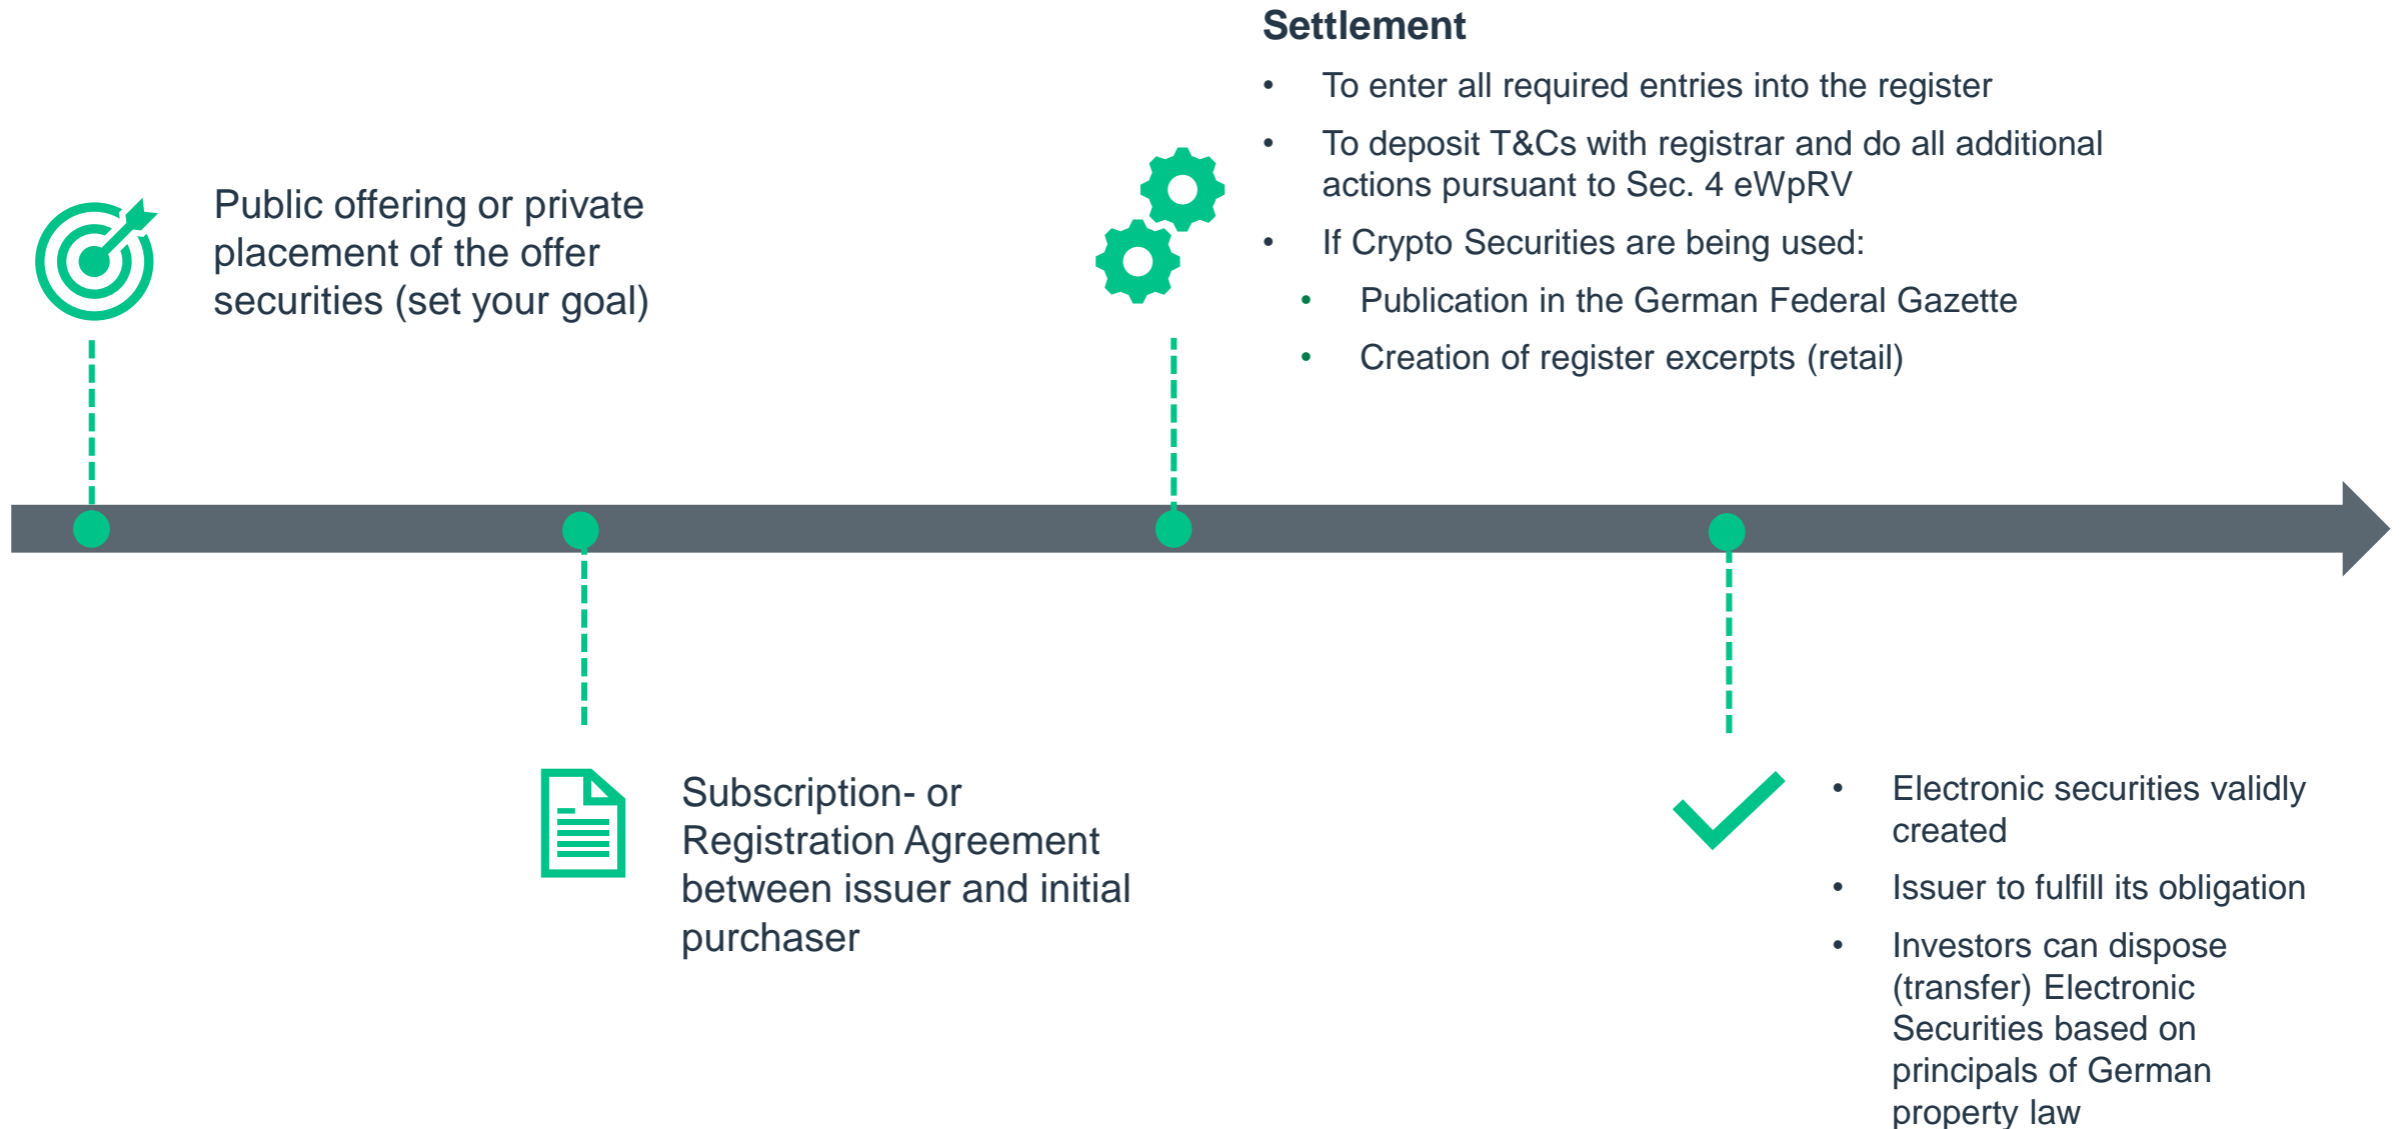 Public offering or private
placement of the offer
securities (set your goal)
Subscription- or
Registration Agreement
between issuer and initial
purchaser
Settlement
• To enter all required entries into the register
• To deposit T&Cs with registrar and do all additional
actions pursuant to Sec. 4 eWpRV
• If Crypto Securities are being used:
• Publication in the German Federal Gazette
• Creation of register excerpts (retail)
• Electronic securities validly
created
• Issuer to fulfill its obligation
• Investors can dispose
(transfer) Electronic
Securities based on
principals of German
property law